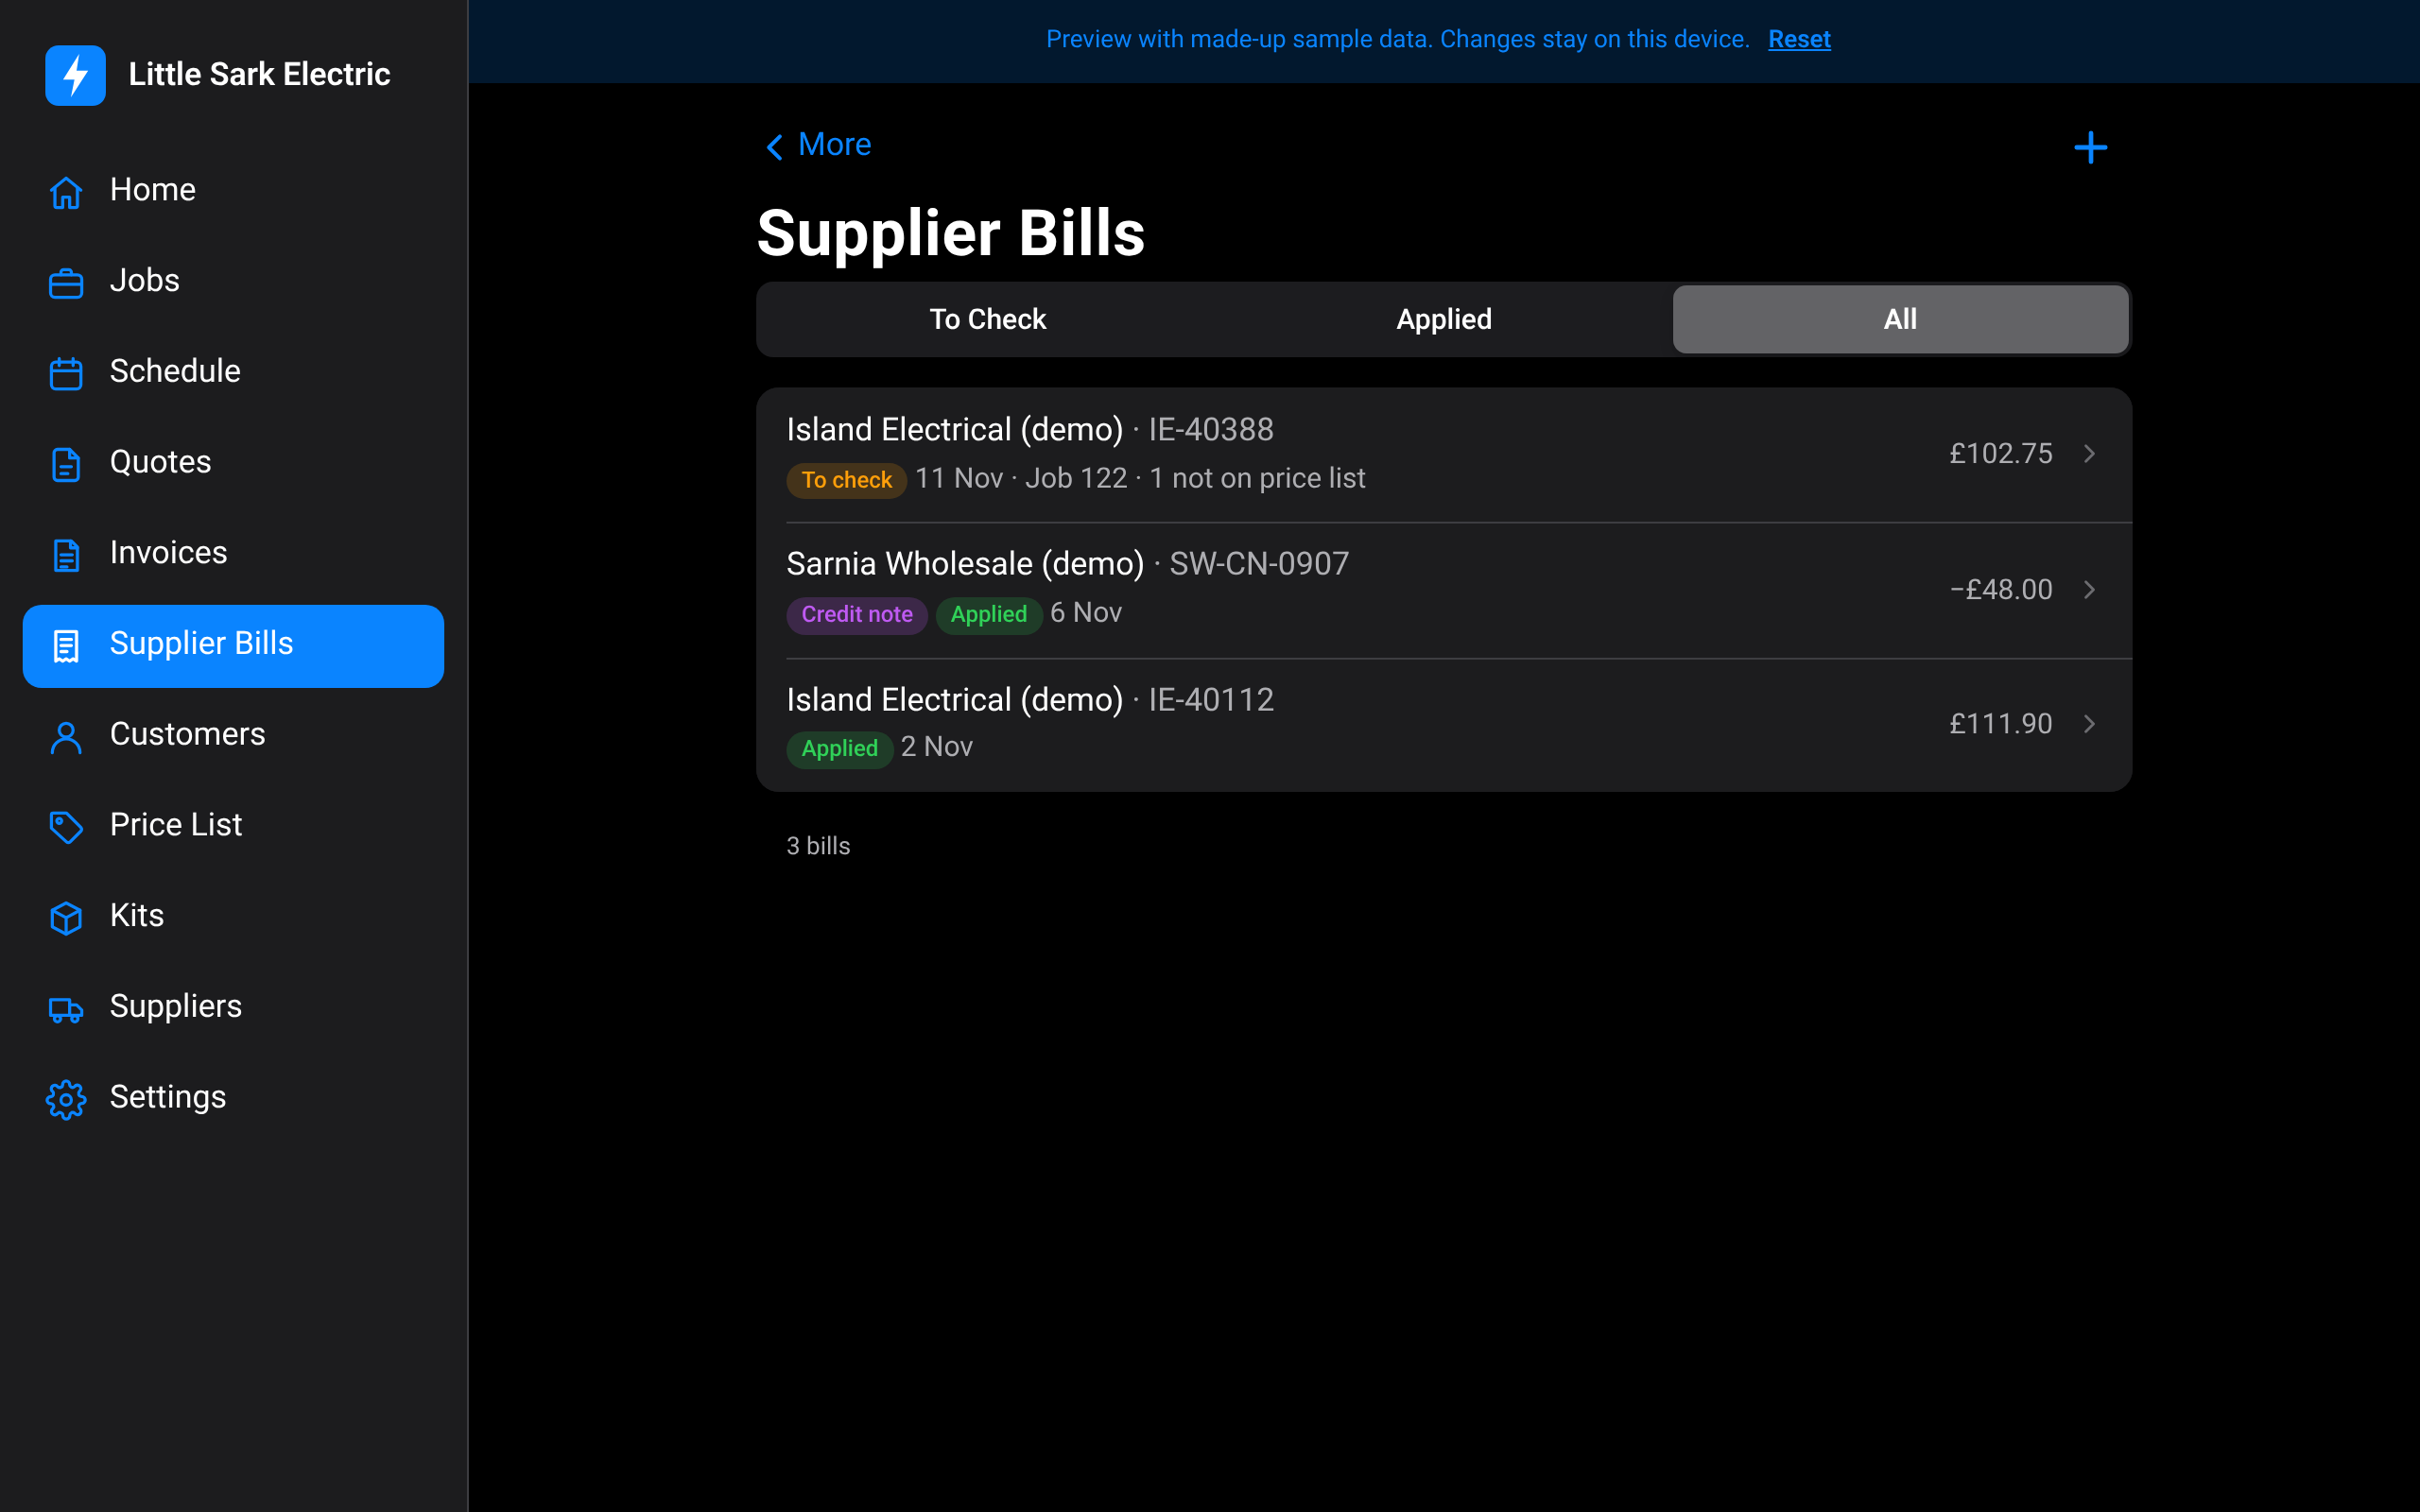 Little Sark Electric
Home
Jobs
Schedule
Quotes
Invoices
Supplier Bills
Customers
Price List
Kits
Suppliers
Settings
Preview with made-up sample data. Changes stay on this device. Reset
More
Supplier Bills
To Check Applied All
Island Electrical (demo) · IE-40388
£102.75
To check 11 Nov · Job 122 · 1 not on price list
Sarnia Wholesale (demo) · SW-CN-0907
−£48.00
Credit note Applied 6 Nov
Island Electrical (demo) · IE-40112
£111.90
Applied 2 Nov
3 bills